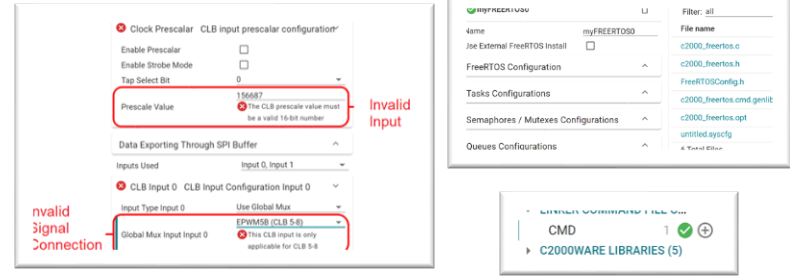 Clock Prescalar CLB input prescalar configuration
Enable Prescalar
Enable Strobe Mode
Tap Select Bit 0
156687
Prescale Value
The CLB prescale value must
be a valid 16-bit number
Invalid
Input
Data Exporting Through SPI
Buffer
Inputs Used Input 0, Input 1
CLB Input 0 CLB Input Configuration Input 0
Input Type Input 0 Use Global Mux
EPWM5B (CLB 5-8)
Global Mux Input Input 0
This CLB input is only
applicable for CLB 5-8
nvalid
Signal
Connection
myFREERTOS0
Name myFREERTOS0
Use External FreeRTOS Install
FreeRTOS Configuration
Tasks Configurations
Semaphores / Mutexes Configurations
Queues Configurations
Filter: all
File name
c2000_freertos.c
c2000_freertos.h
FreeRTOSConfig.h
c2000_freertos.cmd.genlib
c2000_freertos.opt
untitled.syscfg
6 Total Files
LINKER COMMAND FILE
CMD 1
C2000WARE LIBRARIES (5)